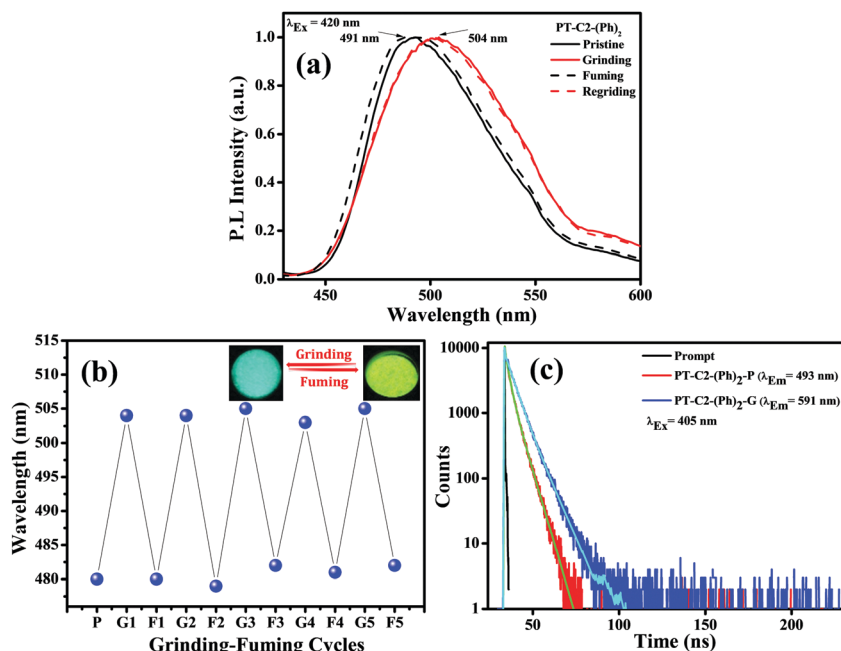 λEx = 420 nm
491 nm
504 nm
PT-C2-(Ph)2
Pristine
Grinding
Fuming
Regriding
(a)
1.0
0.8
0.6
0.4
0.2
0.0
P.L Intensity (a.u.)
450
500
550
600
Wavelength (nm)
(b)
Grinding
Fuming
515
510
505
500
495
490
485
480
Wavelength (nm)
P G1 F1 G2 F2 G3 F3 G4 F4 G5 F5
Grinding-Fuming Cycles
(c)
Prompt
PT-C2-(Ph)2-P (λEm= 493 nm)
PT-C2-(Ph)2-G (λEm= 591 nm)
λEx= 405 nm
10000
1000
100
10
1
Counts
50
100
150
200
Time (ns)